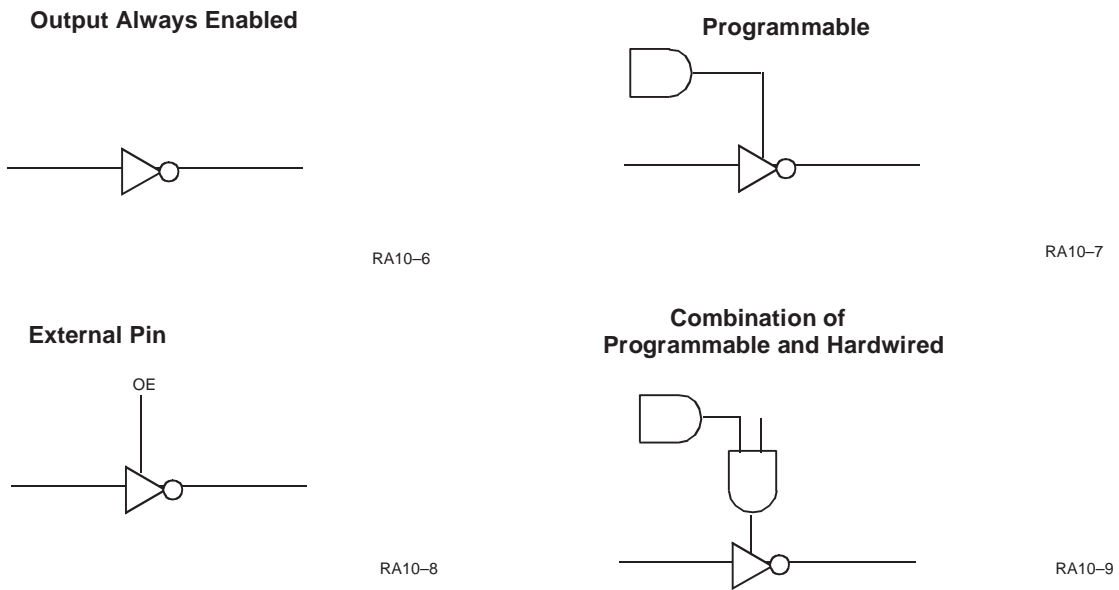 Output Always Enabled
Programmable
RA10–6
RA10–7
External Pin
Combination of
Programmable and Hardwired
OE
RA10–8
RA10–9